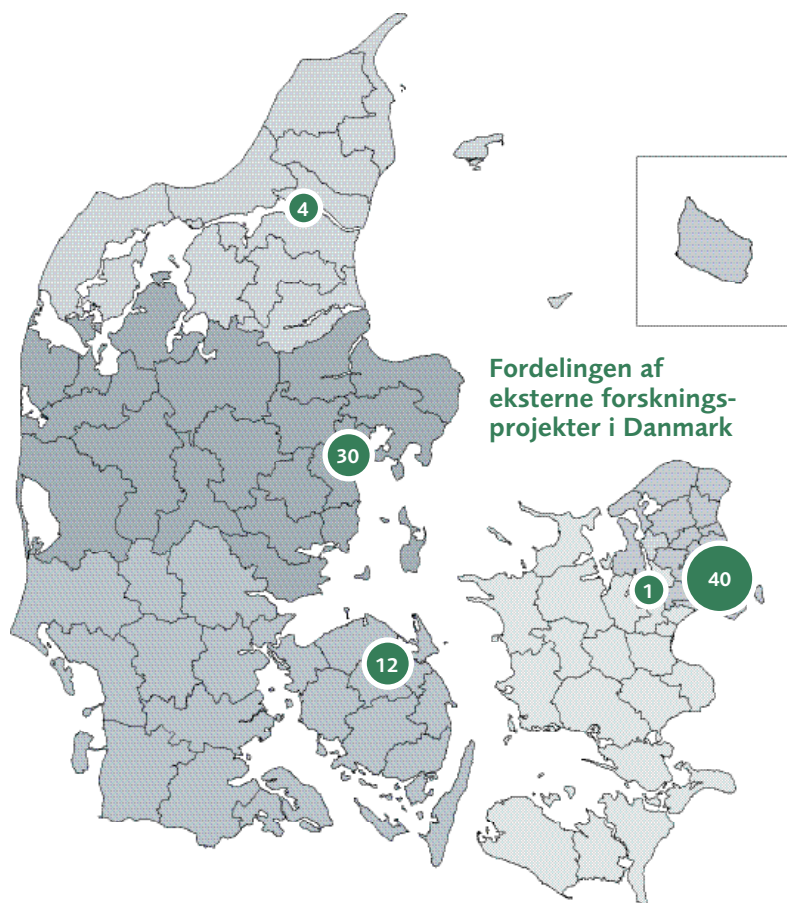 4
Fordelingen af
eksterne forsknings-
projekter i Danmark
30
40
1
12